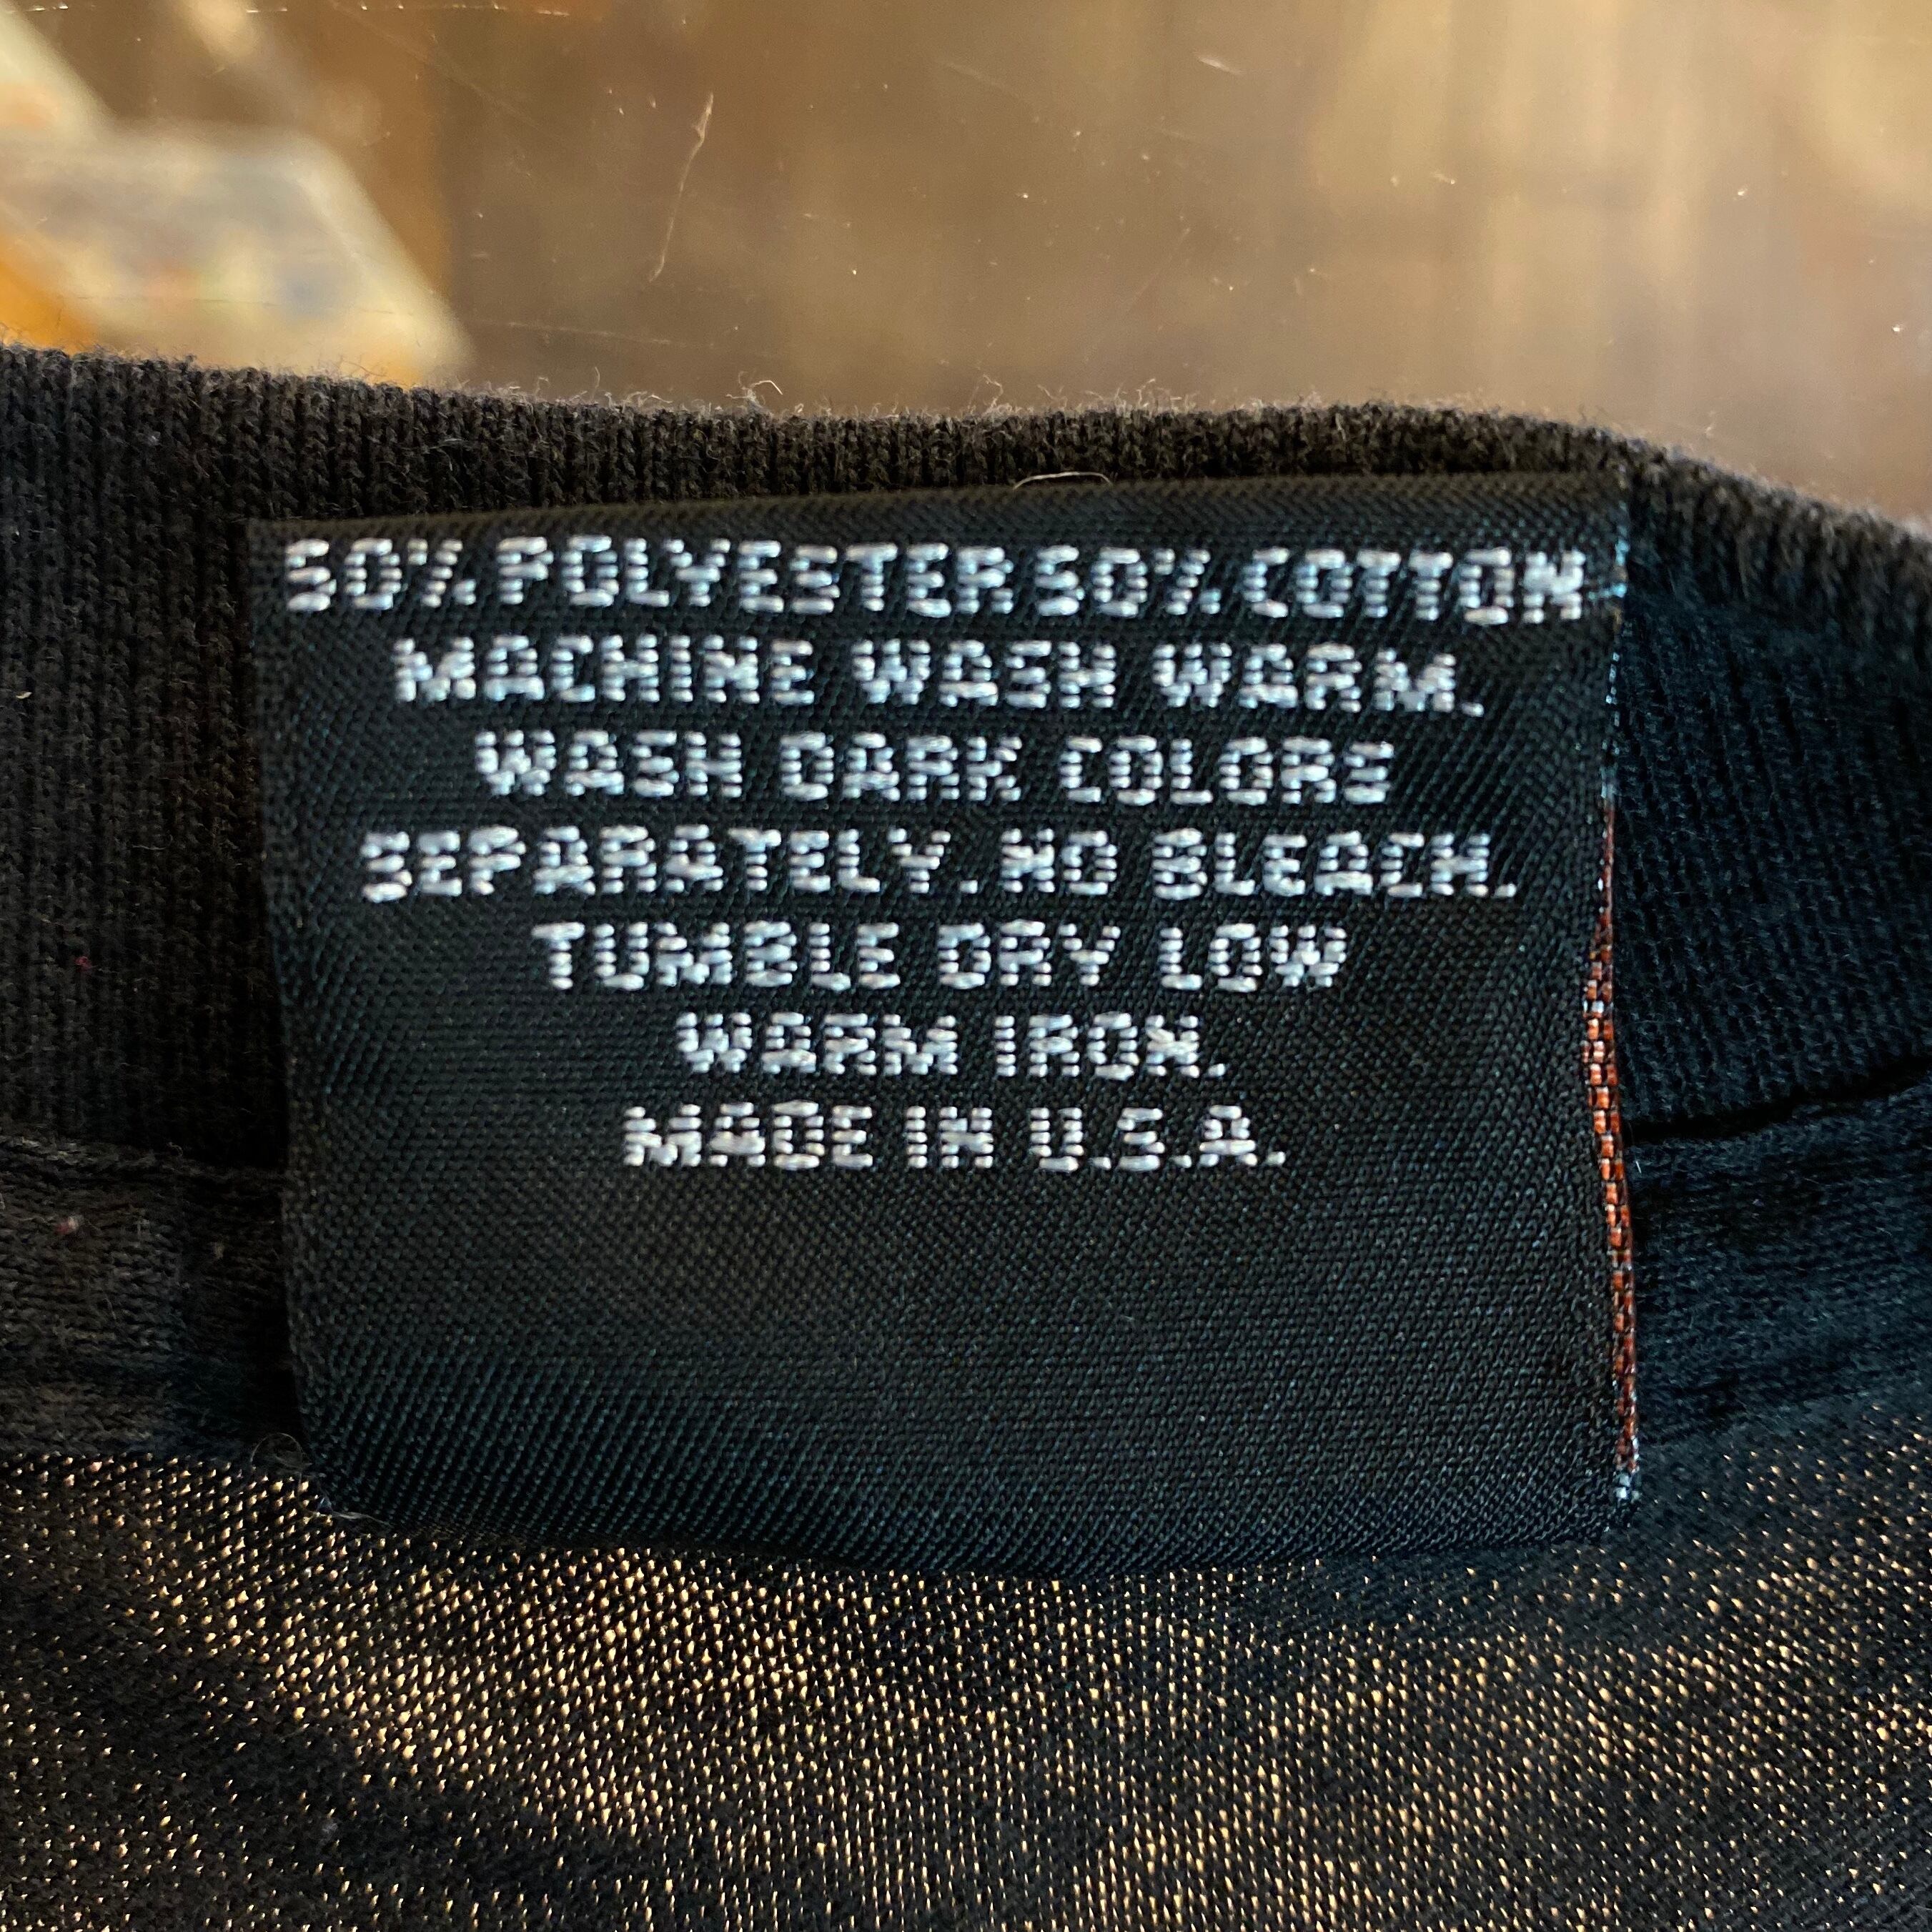 50% POLYESTER 50% COTTON
MACHINE WASH WARM.
WASH DARK COLORS
SEPARATELY. NO BLEACH.
TUMBLE DRY LOW
WARM IRON.
MADE IN U.S.A.